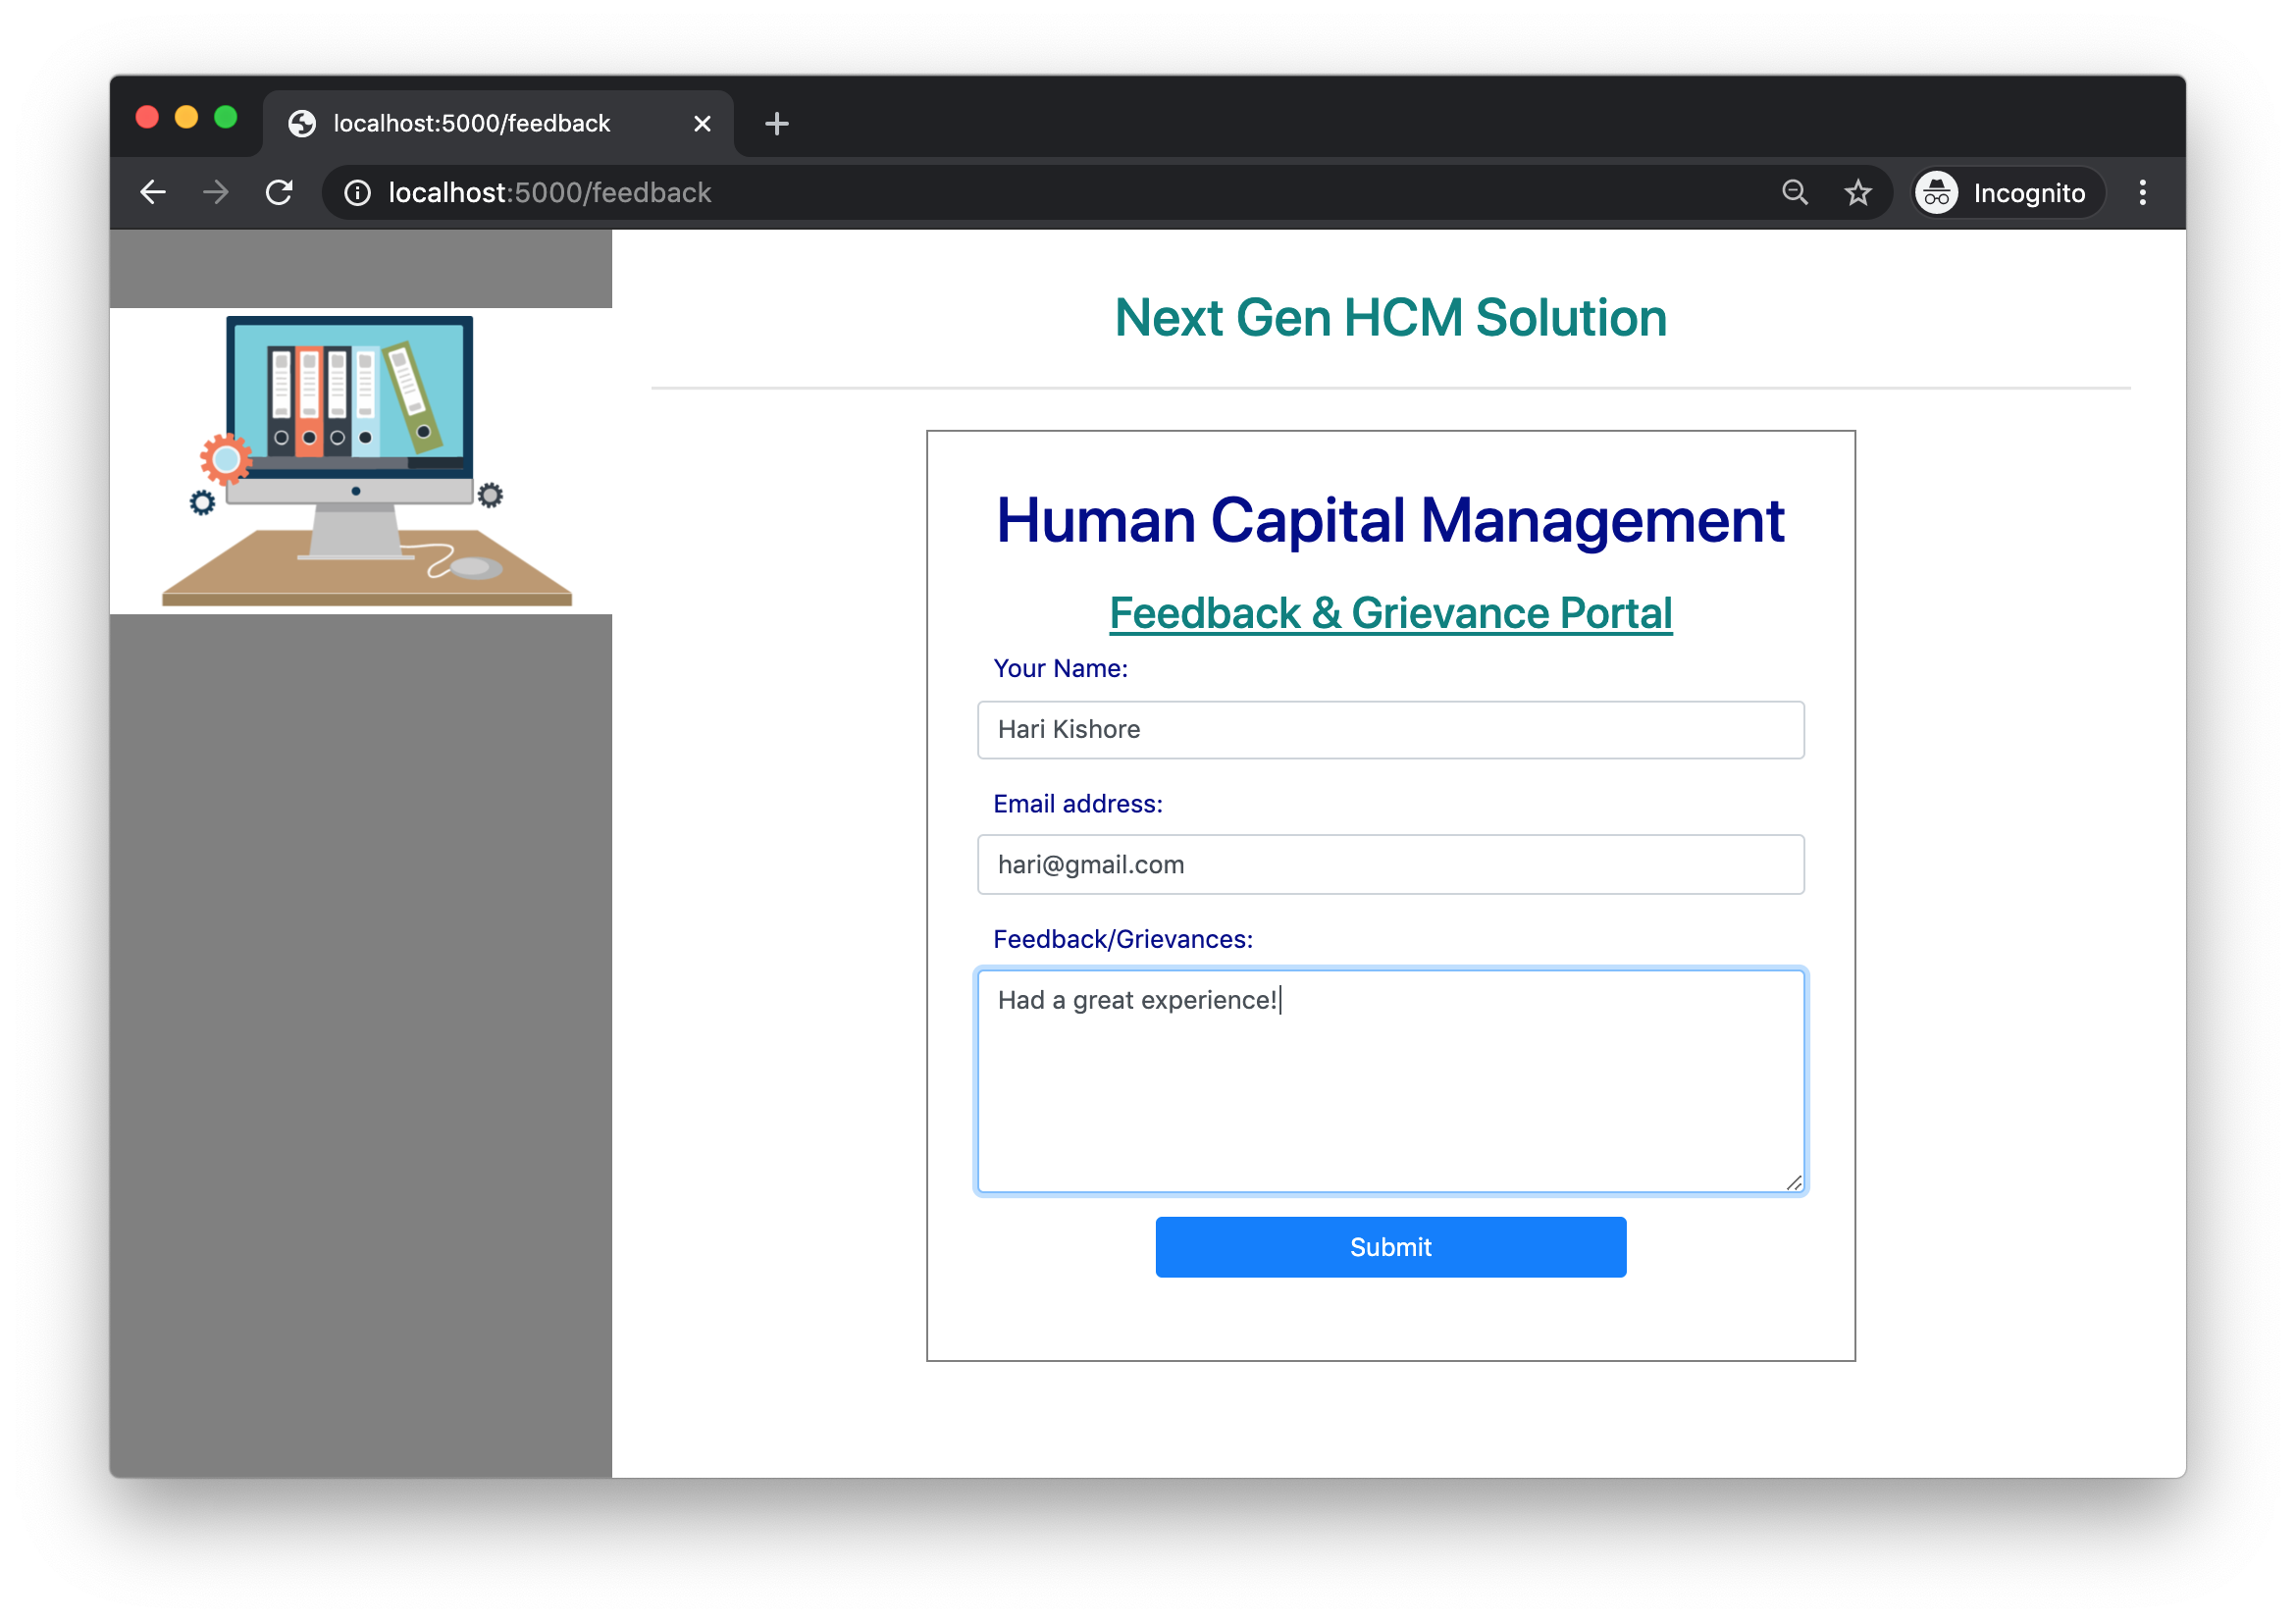 localhost:5000/feedback
localhost:5000/feedback
Incognito
Next Gen HCM Solution
Human Capital Management
Feedback & Grievance Portal
Your Name:
Hari Kishore
Email address:
hari@gmail.com
Feedback/Grievances:
Had a great experience!
Submit